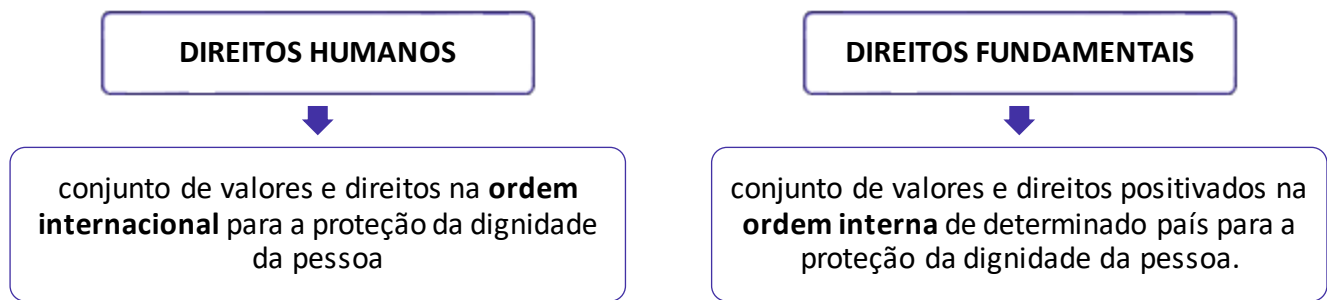 DIREITOS HUMANOS
conjunto de valores e direitos na ordem
internacional para a proteção da dignidade
da pessoa
DIREITOS FUNDAMENTAIS
conjunto de valores e direitos positivados na
ordem interna de determinado país para a
proteção da dignidade da pessoa.